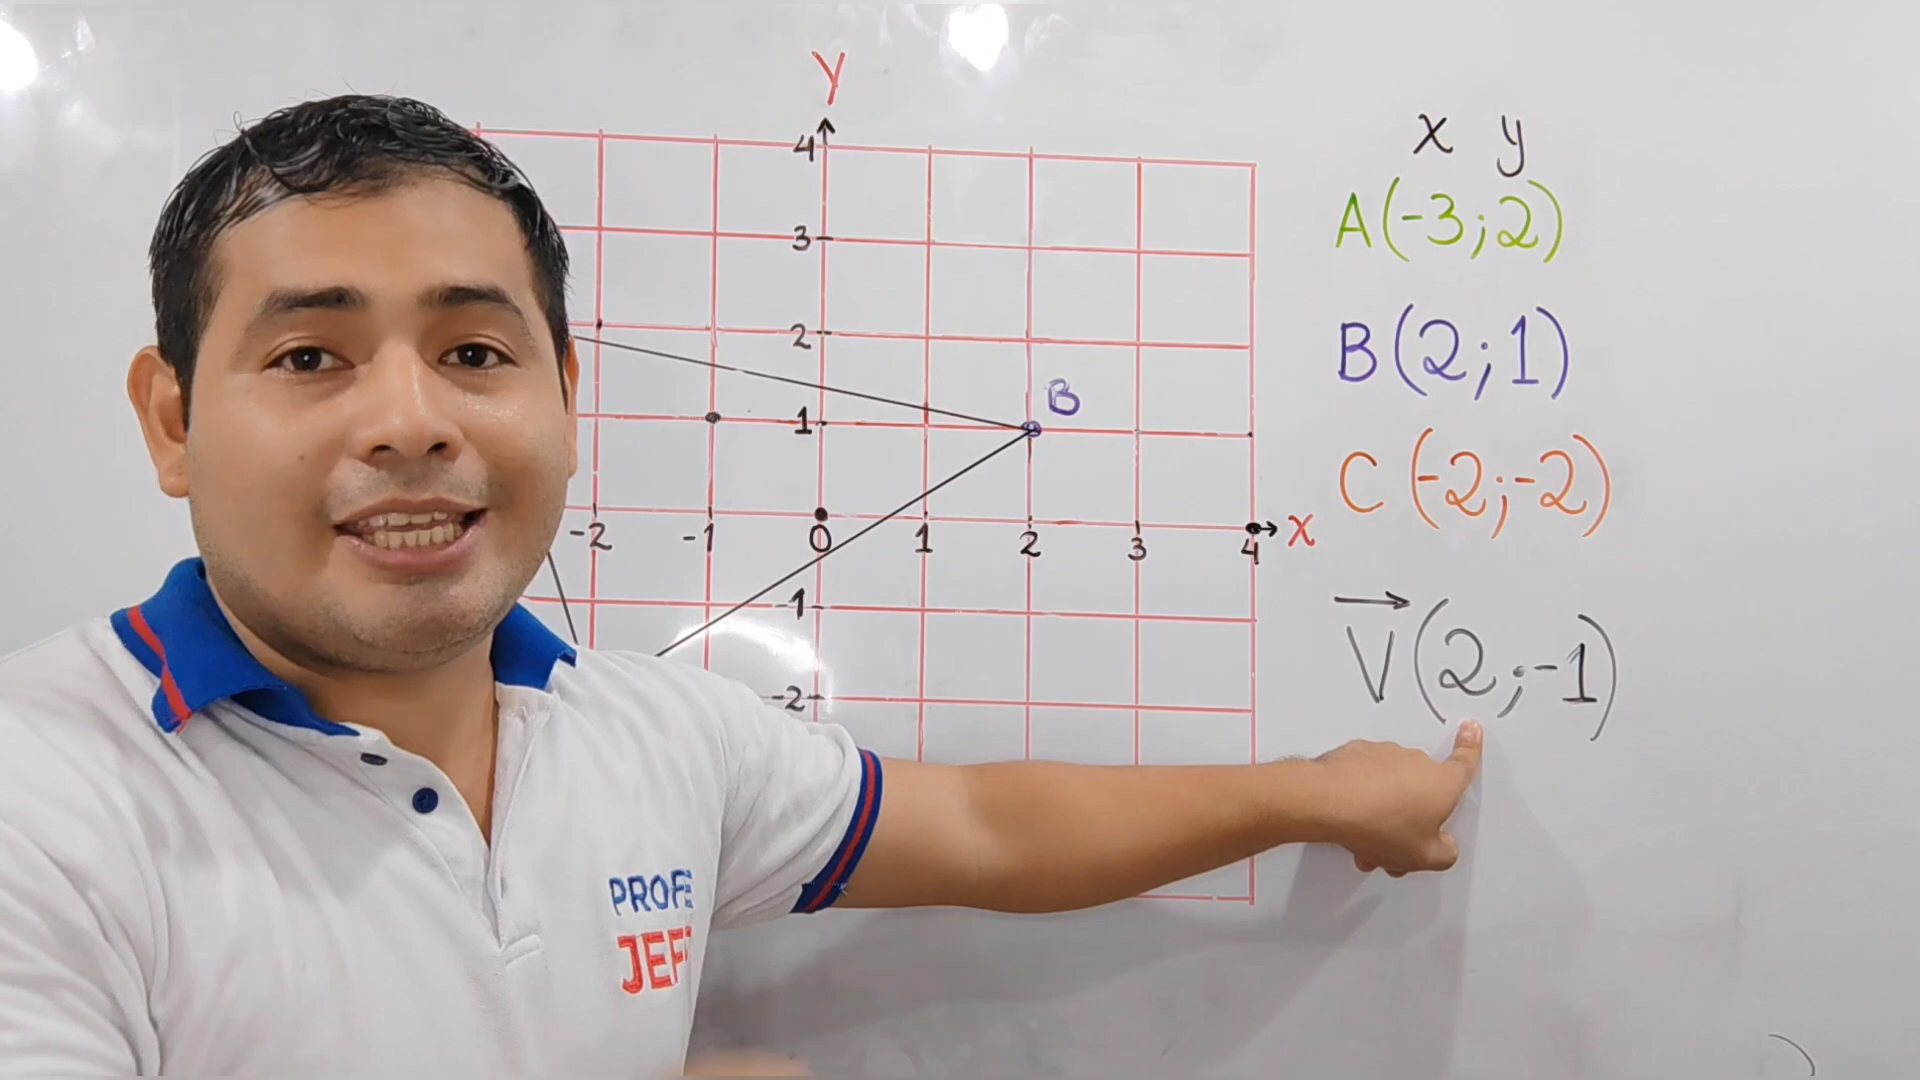 Y
4
3
2
1
B
-2 -1 0 1 2 3 4 X
-1
-2
x y
A(-3;2)
B(2;1)
C(-2;-2)
V(2;-1)
PROFE
JEF